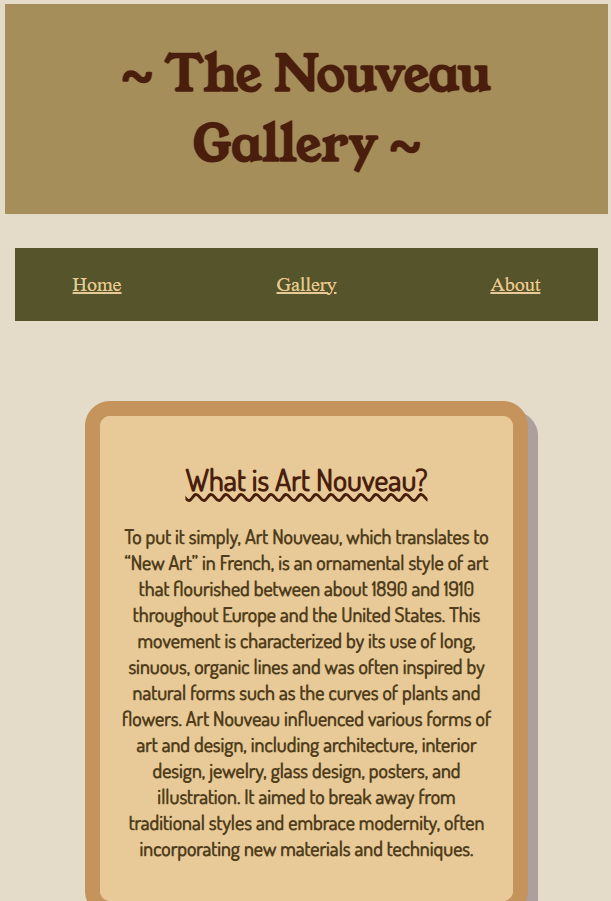 ~ The Nouveau
Gallery ~
Home
Gallery
About
What is Art Nouveau?
To put it simply, Art Nouveau, which translates to
“New Art” in French, is an ornamental style of art
that flourished between about 1890 and 1910
throughout Europe and the United States. This
movement is characterized by its use of long,
sinuous, organic lines and was often inspired by
natural forms such as the curves of plants and
flowers. Art Nouveau influenced various forms of
art and design, including architecture, interior
design, jewelry, glass design, posters, and
illustration. It aimed to break away from
traditional styles and embrace modernity, often
incorporating new materials and techniques.